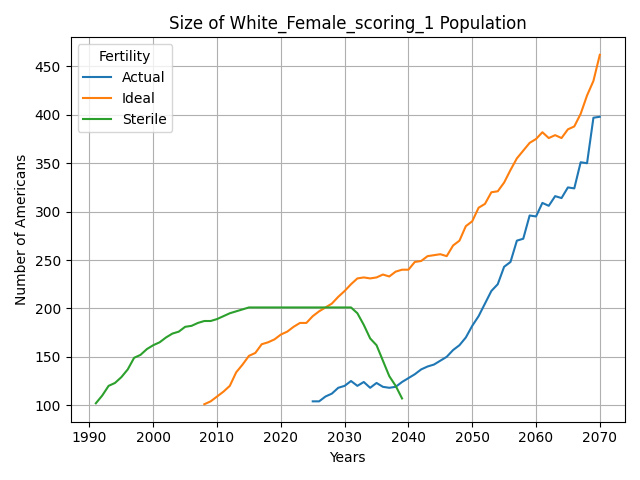 Size of White_Female_scoring_1 Population
Fertility
Actual
Ideal
Sterile
Number of Americans
450
400
350
300
250
200
150
100
1990 2000 2010 2020 2030 2040 2050 2060 2070
Years